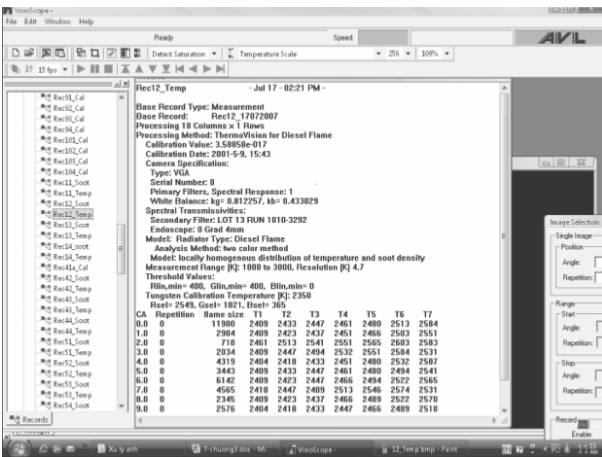 VisioScope -
File Edit Window Help
Ready Speed:
AVL
Detect Saturation Temperature Scale 256 100%
15 fps
Rec91_Cal
Rec92_Cal
Rec93_Cal
Rec94_Cal
Rec101_Cal
Rec102_Cal
Rec103_Cal
Rec104_Cal
Rec11_Soot
Rec11_Temp
Rec12_Soot
Rec12_Temp
Rec13_Soot
Rec13_Temp
Rec14_soot
Rec14_Temp
Rec41a_Cal
Rec42_Soot
Rec42_Temp
Rec43_Soot
Rec43_Temp
Rec44_Soot
Rec44_Temp
Rec51_Soot
Rec51_Temp
Rec52_Soot
Rec52_Temp
Rec53_Soot
Rec53_Temp
Rec54_Soot
Records
Rec12_Temp - Jul 17 - 02:21 PM -
Base Record Type: Measurement
Base Record: Rec12_17072007
Processing 10 Columns x 1 Rows
Processing Method: ThermoVision for Diesel Flame
Calibration Value: 3.58850e-017
Calibration Date: 2001-5-9, 15:43
Camera Specification:
Type: VGA
Serial Number: 0
Primary Filters, Spectral Response: 1
White Balance: kg= 0.812257, kb= 0.433029
Spectral Transmissivities:
Secondary Filter: LOT 13 RUN 1010-3292
Endoscope: 0 Grad 4mm
Model: Radiator Type: Diesel Flame
Analysis Method: two color method
Model: locally homogenous distribution of temperature and soot density
Measurement Range [K]: 1800 to 3000, Resolution [K] 4.7
Threshold Values:
Rlin,min= 400, Glin,min= 400, Blin,min= 0
Tungsten Calibration Temperature [K]: 2350
Rsel= 2549, Gsel= 1021, Bsel= 365
CA Repetition flame size T1 T2 T3 T4 T5 T6 T7
0.0 0 11900 2409 2433 2447 2461 2480 2513 2584
1.0 0 2904 2409 2423 2437 2451 2466 2503 2551
2.0 0 718 2461 2513 2541 2551 2565 2603 2583
3.0 0 2034 2409 2447 2494 2532 2551 2584 2531
4.0 0 4319 2404 2418 2433 2451 2480 2532 2507
5.0 0 3443 2409 2433 2447 2461 2480 2494 2541
6.0 0 6142 2409 2423 2437 2447 2466 2494 2522 2565
7.0 0 4565 2418 2447 2489 2513 2546 2574 2531
8.0 0 2345 2409 2423 2437 2466 2489 2522 2570
9.0 0 2576 2404 2418 2433 2447 2466 2489 2518
Image Selection
Single Image
Position
Angle:
Repetition:
Range
Start
Angle:
Repetition:
Stop
Angle:
Repetition:
Record
Enable
Xu ly anh
7-chuong3.doc - Mi...
VisioScope -
12_Temp.bmp - Paint